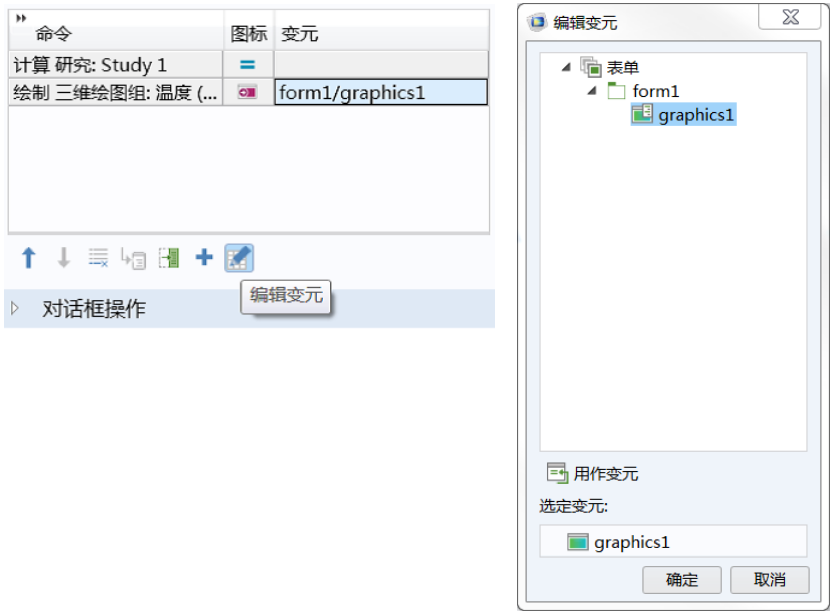 命令 图标 变元
计算 研究: Study 1
绘制 三维绘图组: 温度 (... form1/graphics1
编辑变元
对话框操作
编辑变元
表单
form1
graphics1
用作变元
选定变元:
graphics1
确定 取消